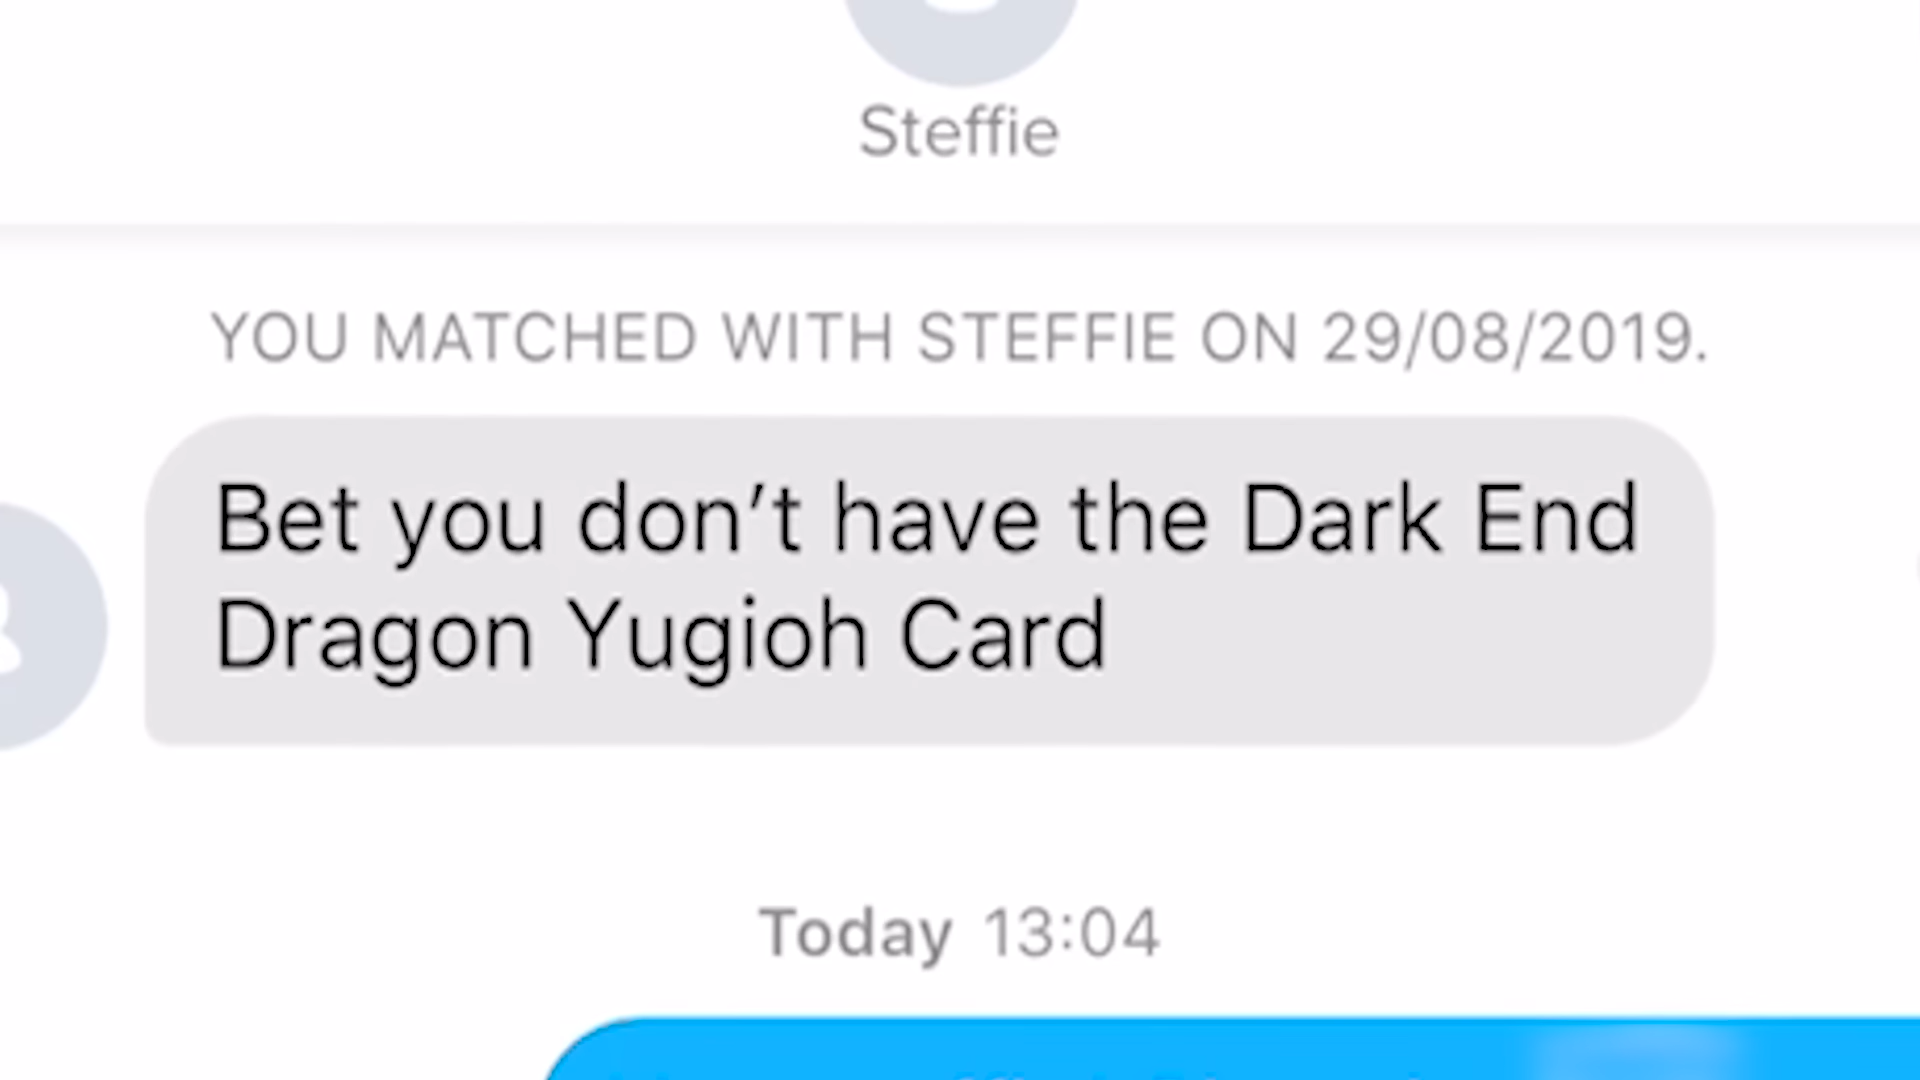 Steffie
YOU MATCHED WITH STEFFIE ON 29/08/2019.
Bet you don’t have the Dark End
Dragon Yugioh Card
Today 13:04